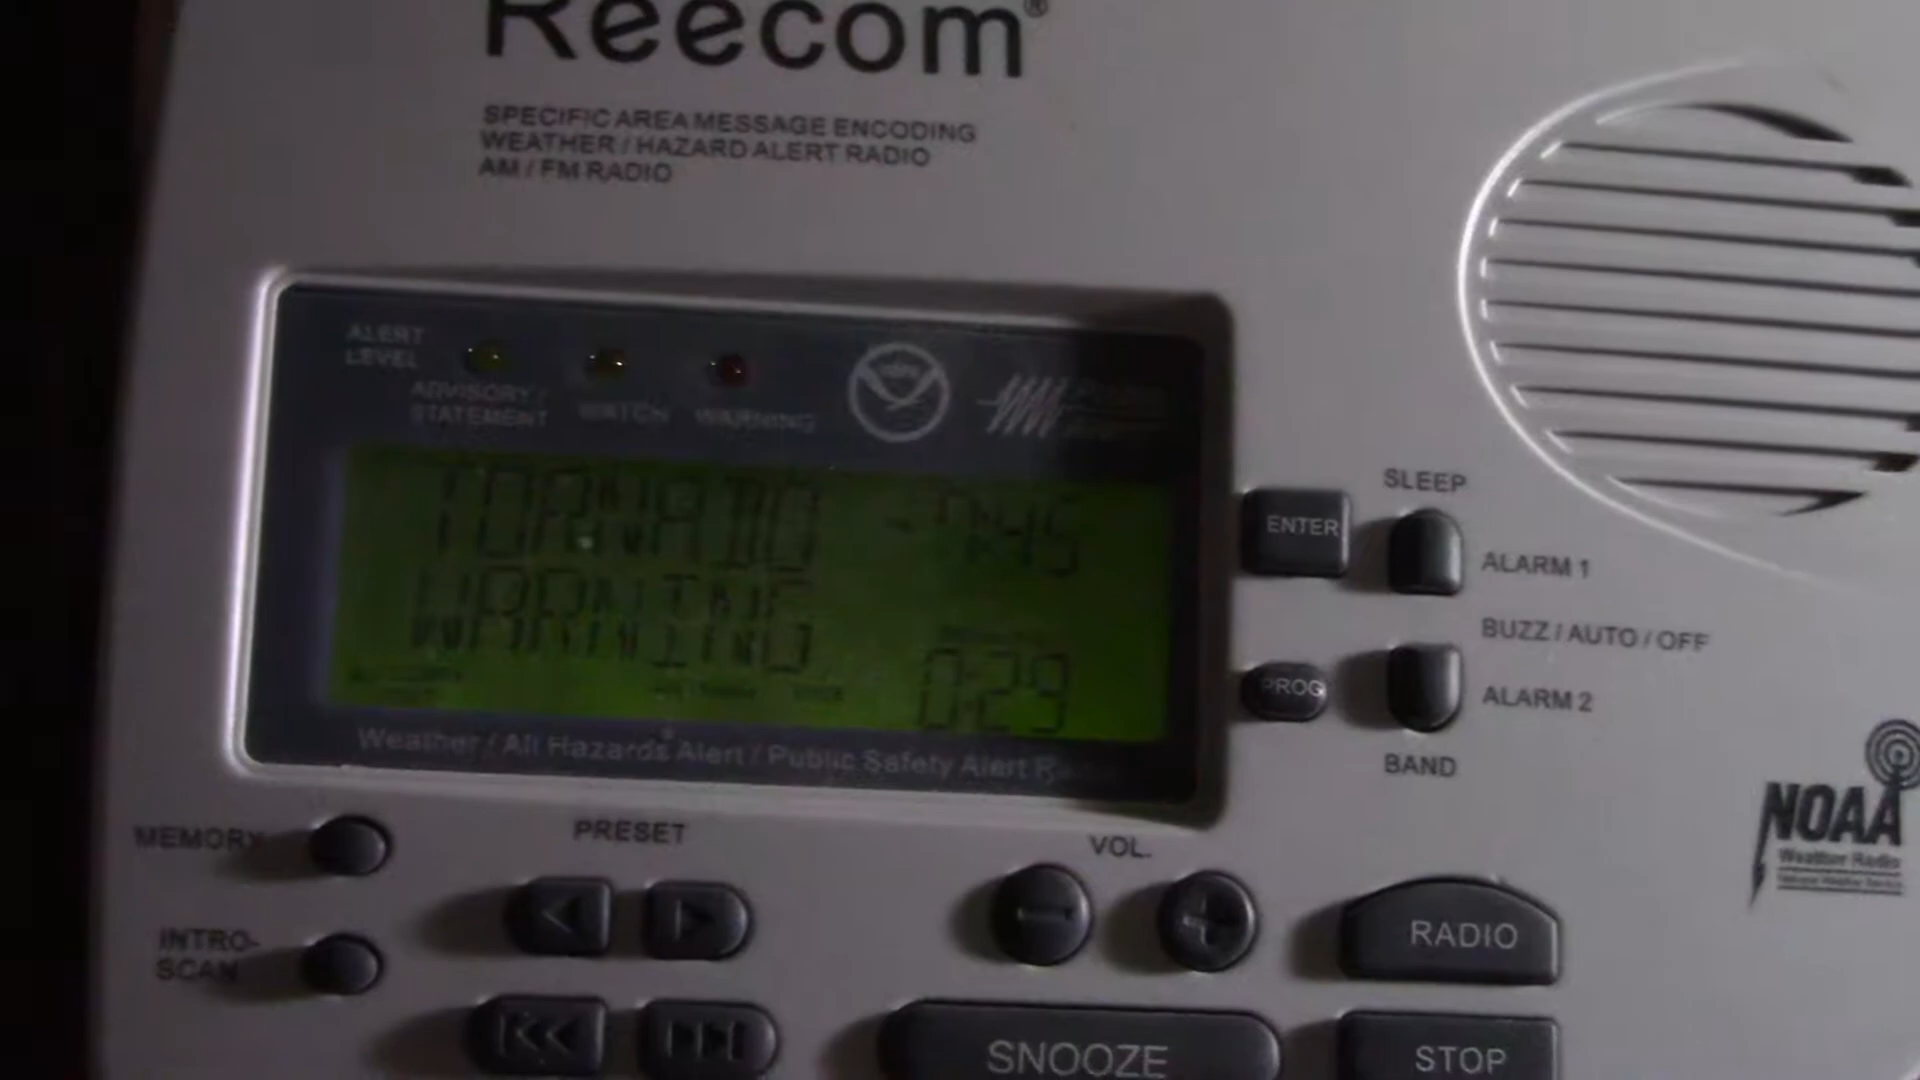 Reecom®
SPECIFIC AREA MESSAGE ENCODING
WEATHER / HAZARD ALERT RADIO
AM / FM RADIO
ALERT
LEVEL
ADVISORY /
STATEMENT
WATCH
WARNING
TORNADO
WARNING
0:29
Weather / All Hazards Alert / Public Safety Alert Radio
ENTER
SLEEP
ALARM 1
BUZZ / AUTO / OFF
PROG
ALARM 2
BAND
MEMORY
PRESET
VOL.
INTRO-
SCAN
RADIO
SNOOZE
STOP
NOAA
Weather Radio